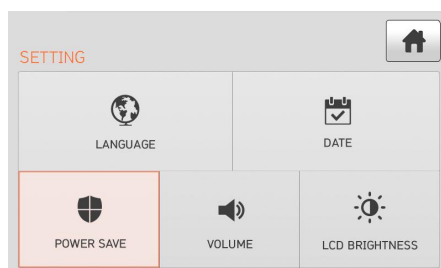 SETTING
LANGUAGE
DATE
POWER SAVE
VOLUME
LCD BRIGHTNESS